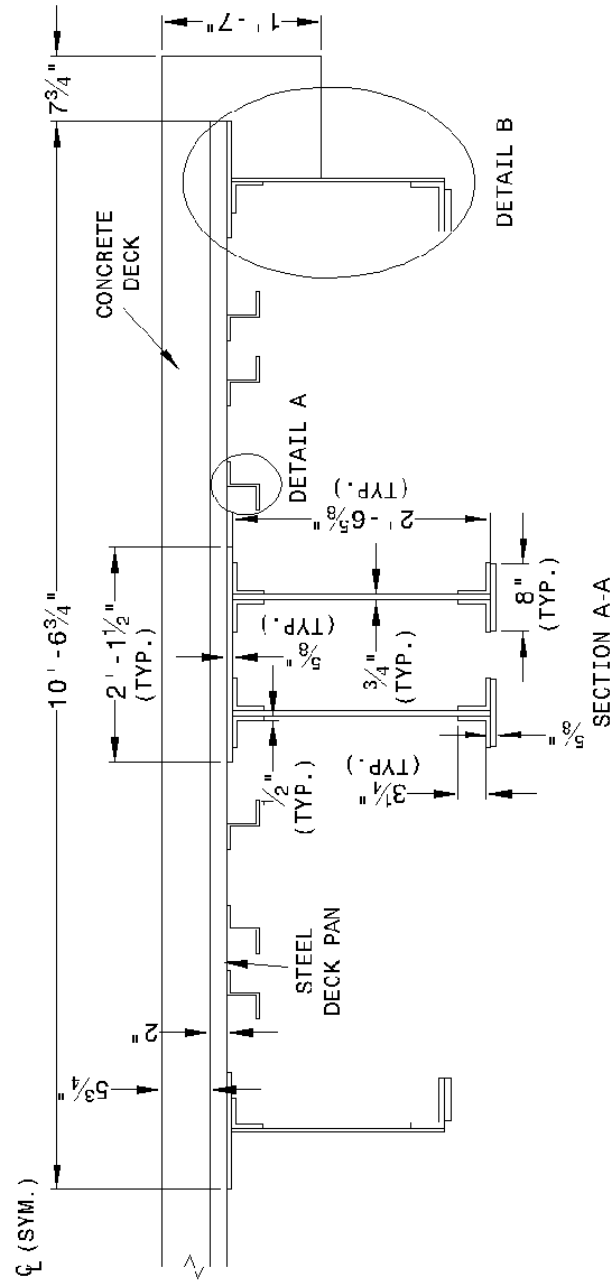 ℄ (SYM.)
10'-6¾"
7¾"
1'-7"
CONCRETE
DECK
2'-1½"
(TYP.)
5¾"
2"
STEEL
DECK PAN
⅝"
(TYP.)
½"
(TYP.)
¾"
(TYP.)
2'-6⅝"
(TYP.)
DETAIL A
3¼"
(TYP.)
⅝"
8"
(TYP.)
DETAIL B
SECTION A-A